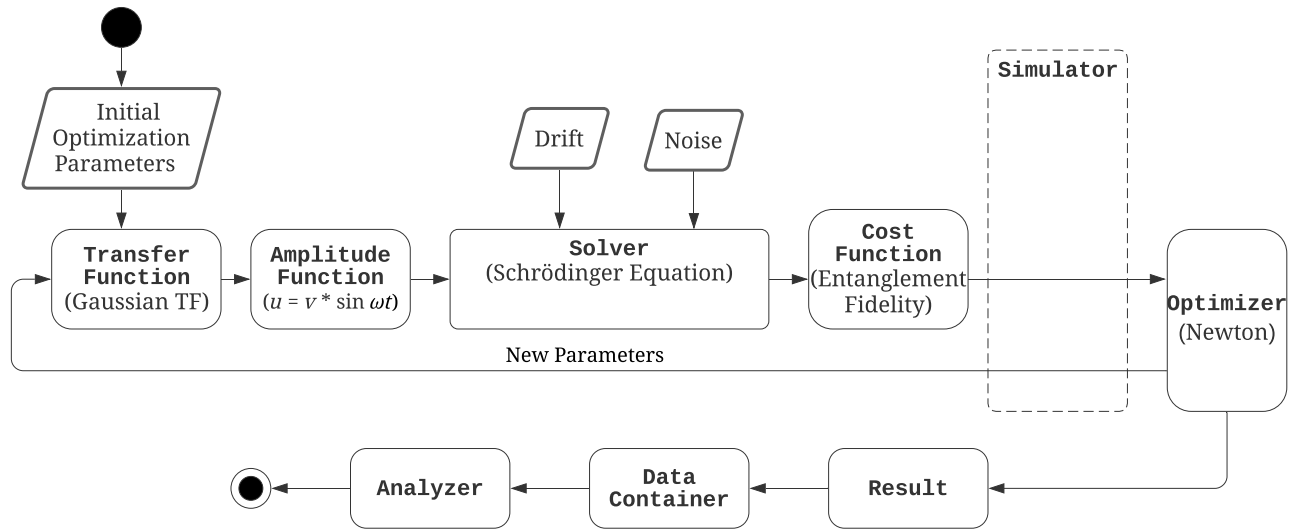 Initial
Optimization
Parameters
Drift
Noise
Simulator
Transfer
Function
(Gaussian TF)
Amplitude
Function
(u = v * sin ωt)
Solver
(Schrödinger Equation)
Cost
Function
(Entanglement
Fidelity)
Optimizer
(Newton)
New Parameters
Analyzer
Data
Container
Result